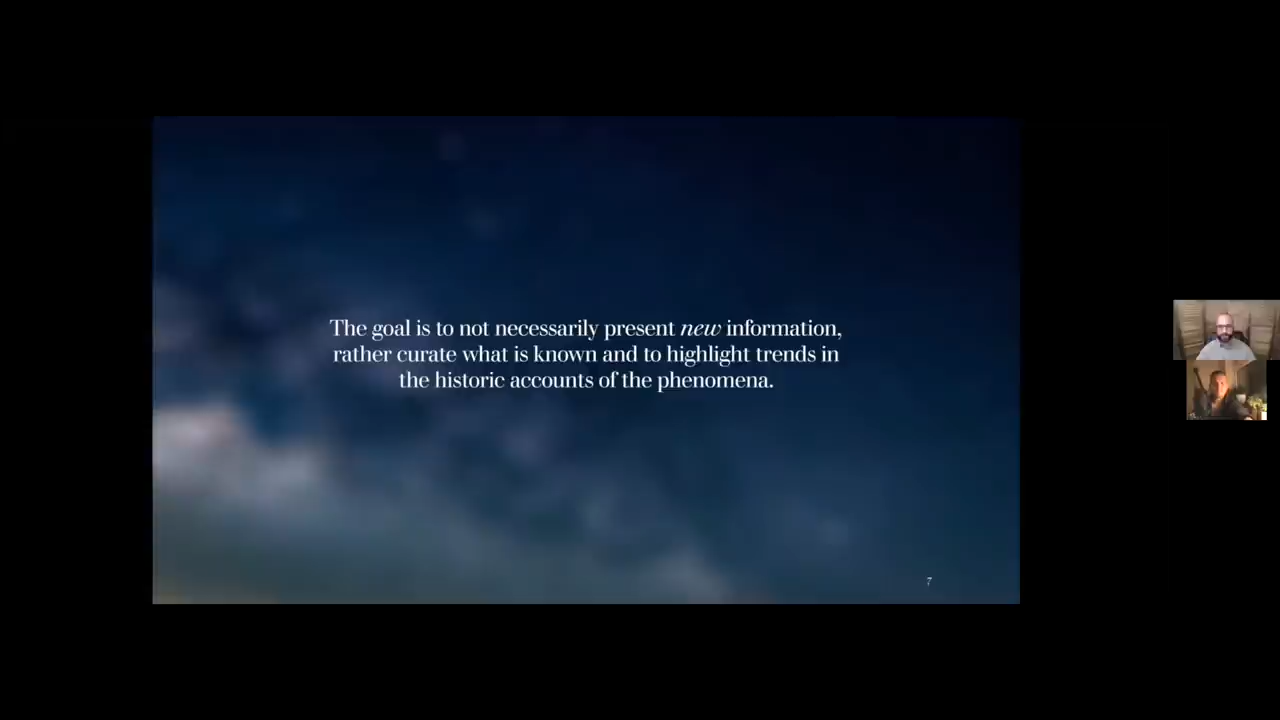 The goal is to not necessarily present new information,
rather curate what is known and to highlight trends in
the historic accounts of the phenomena.
7